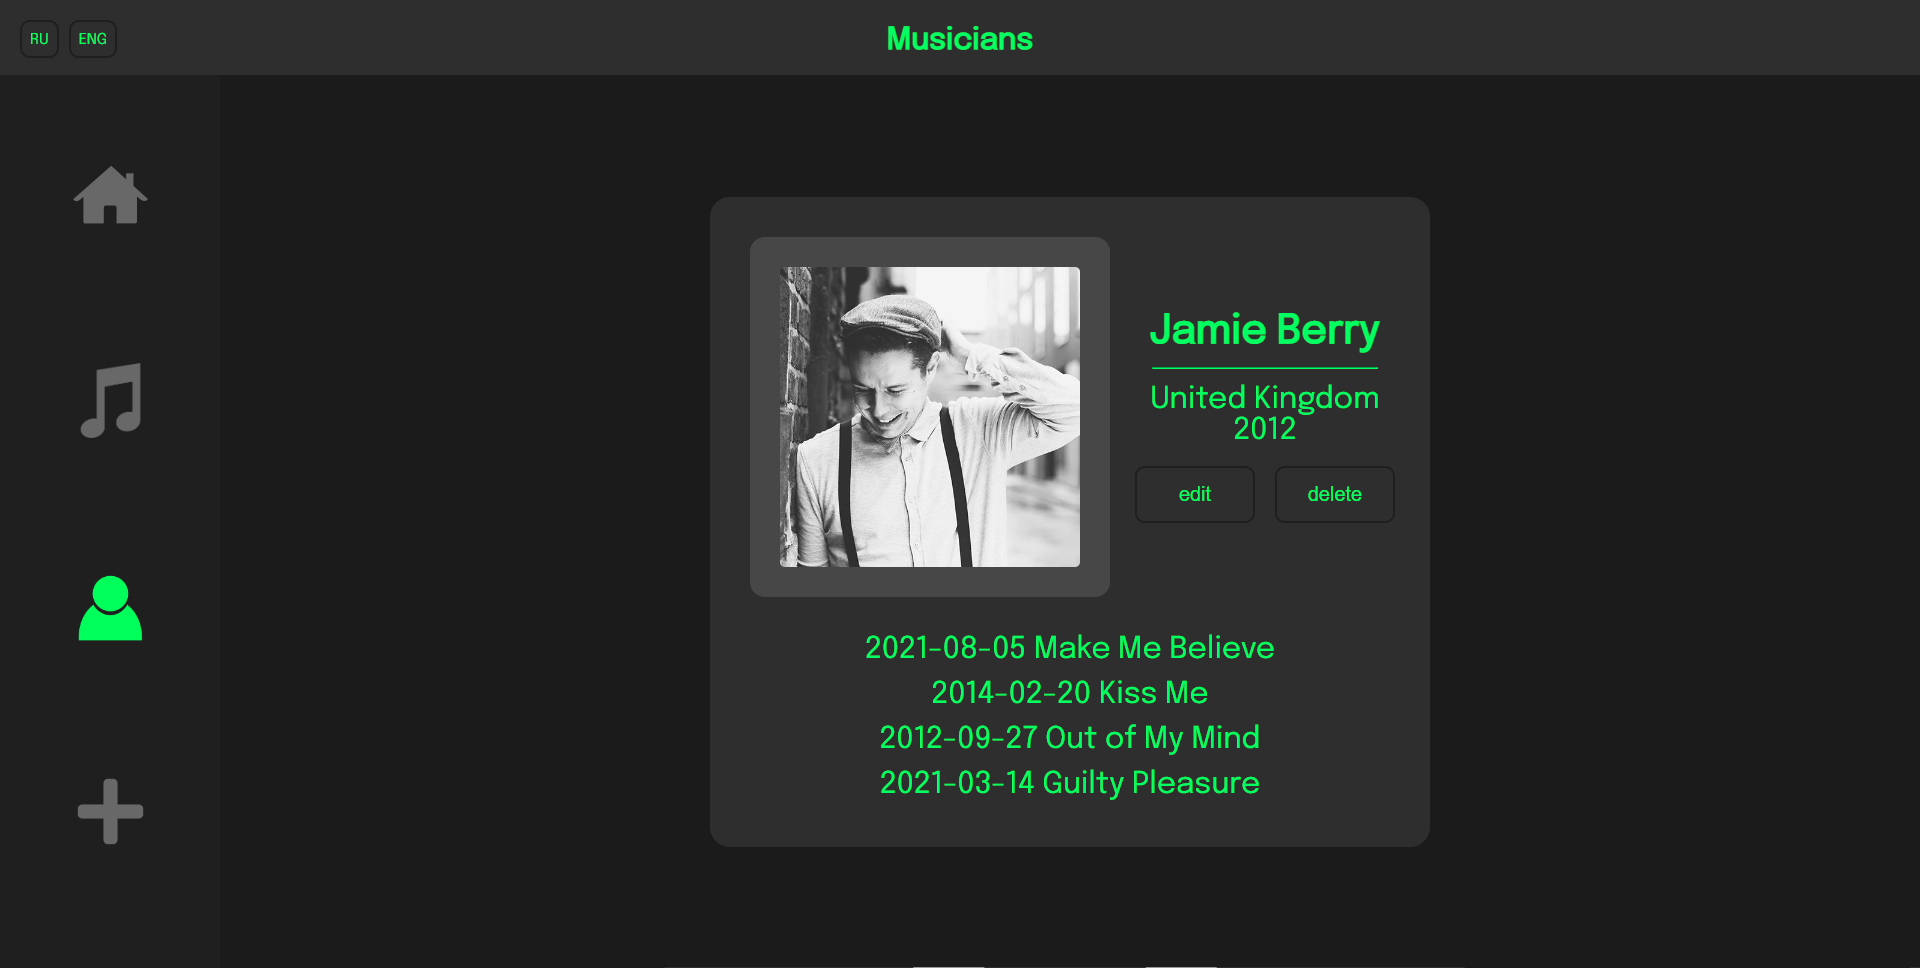 RU ENG
Musicians
Jamie Berry
United Kingdom
2012
edit delete
2021-08-05 Make Me Believe
2014-02-20 Kiss Me
2012-09-27 Out of My Mind
2021-03-14 Guilty Pleasure